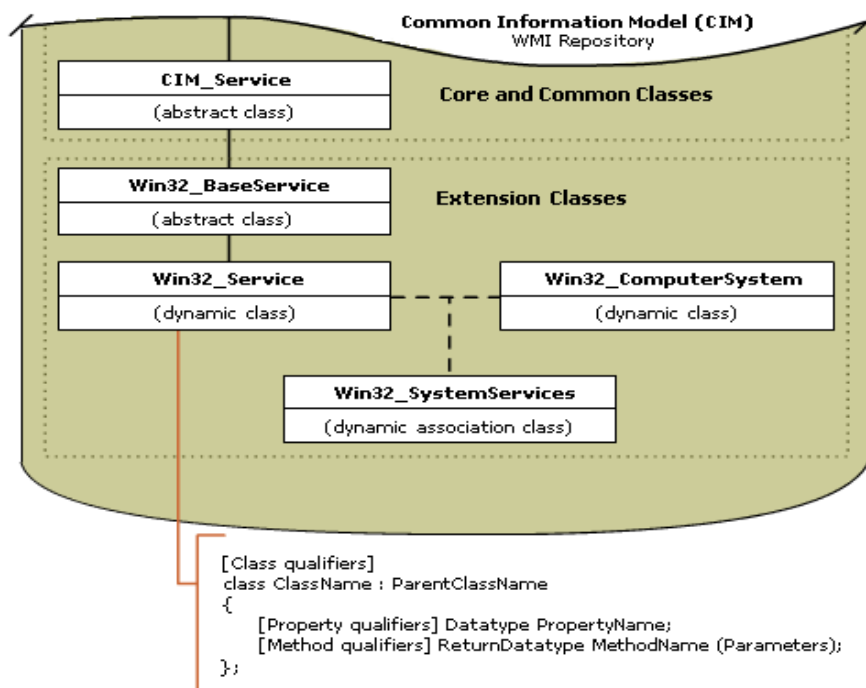 Common Information Model (CIM)
WMI Repository
CIM_Service
(abstract class)
Core and Common Classes
Win32_BaseService
(abstract class)
Extension Classes
Win32_Service
(dynamic class)
Win32_ComputerSystem
(dynamic class)
Win32_SystemServices
(dynamic association class)
[Class qualifiers]
class ClassName : ParentClassName
{
[Property qualifiers] Datatype PropertyName;
[Method qualifiers] ReturnDatatype MethodName (Parameters);
};